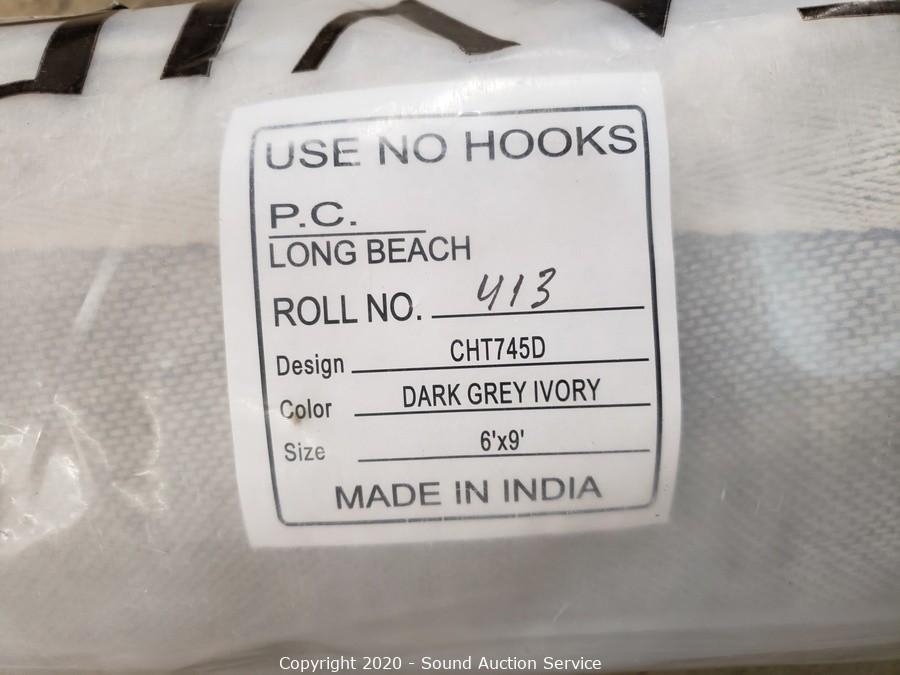 USE NO HOOKS
P.C.
LONG BEACH
ROLL NO. 413
Design CHT745D
Color DARK GREY IVORY
Size 6'x9'
MADE IN INDIA
Copyright 2020 - Sound Auction Service